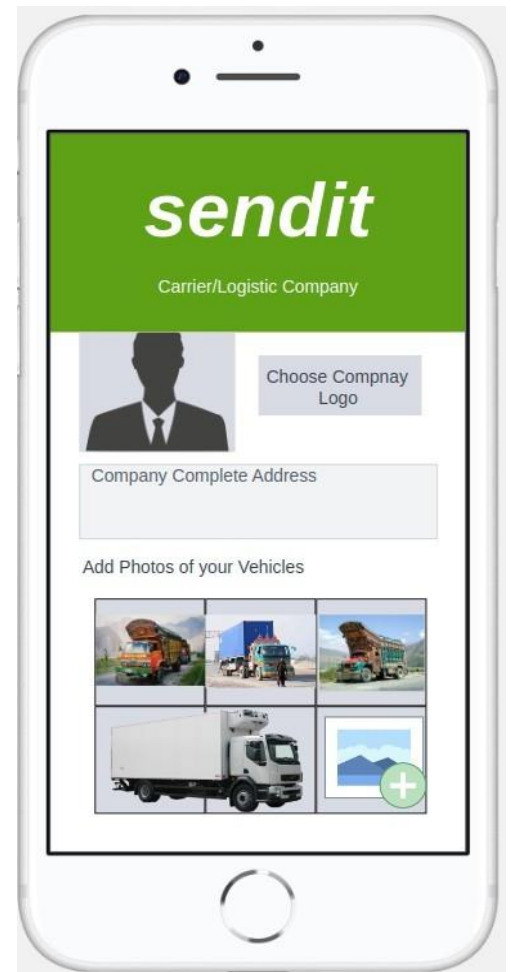 sendit
Carrier/Logistic Company
Choose Compnay
Logo
Company Complete Address
Add Photos of your Vehicles